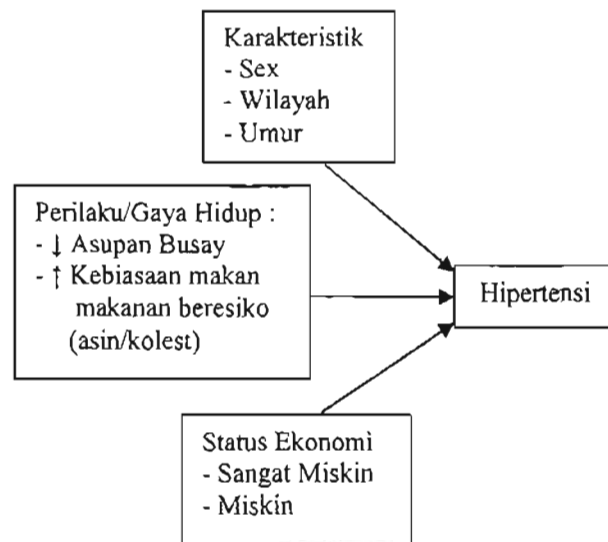 Karakteristik
- Sex
- Wilayah
- Umur
Perilaku/Gaya Hidup :
- ↓ Asupan Busay
- ↑ Kebiasaan makan
makanan beresiko
(asin/kolest)
Hipertensi
Status Ekonomi
- Sangat Miskin
- Miskin